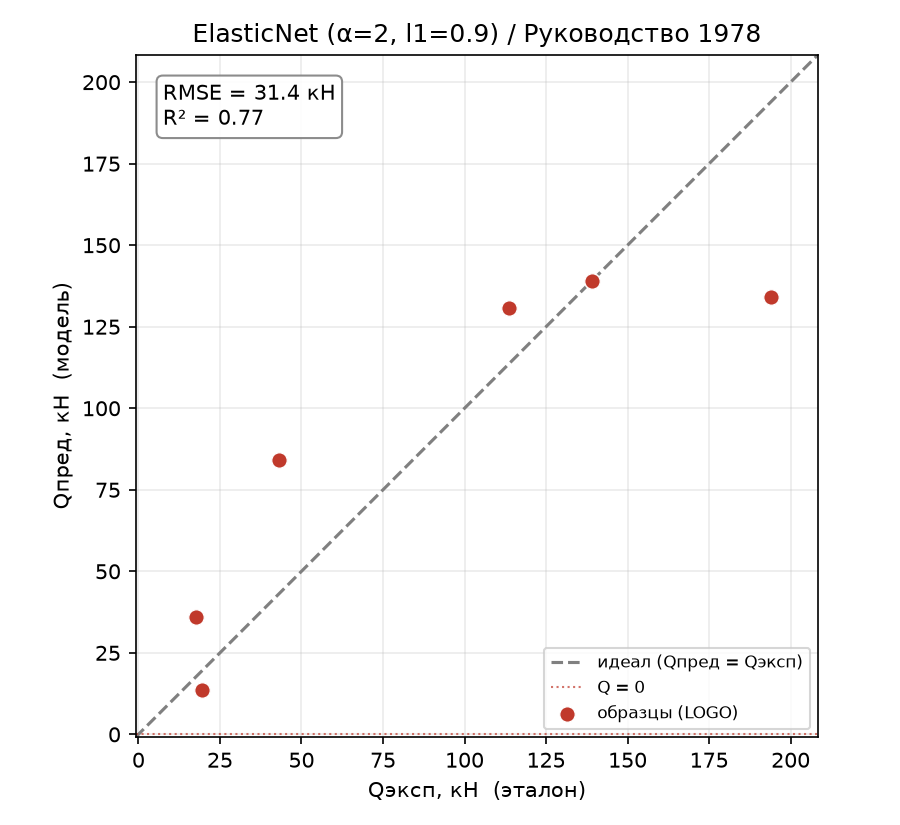 ElasticNet (α=2, l1=0.9) / Руководство 1978
RMSE = 31.4 кН
R² = 0.77
Qпред, кН (модель)
200
175
150
125
100
75
50
25
0
0 25 50 75 100 125 150 175 200
Qэксп, кН (эталон)
идеал (Qпред = Qэксп)
Q = 0
образцы (LOGO)